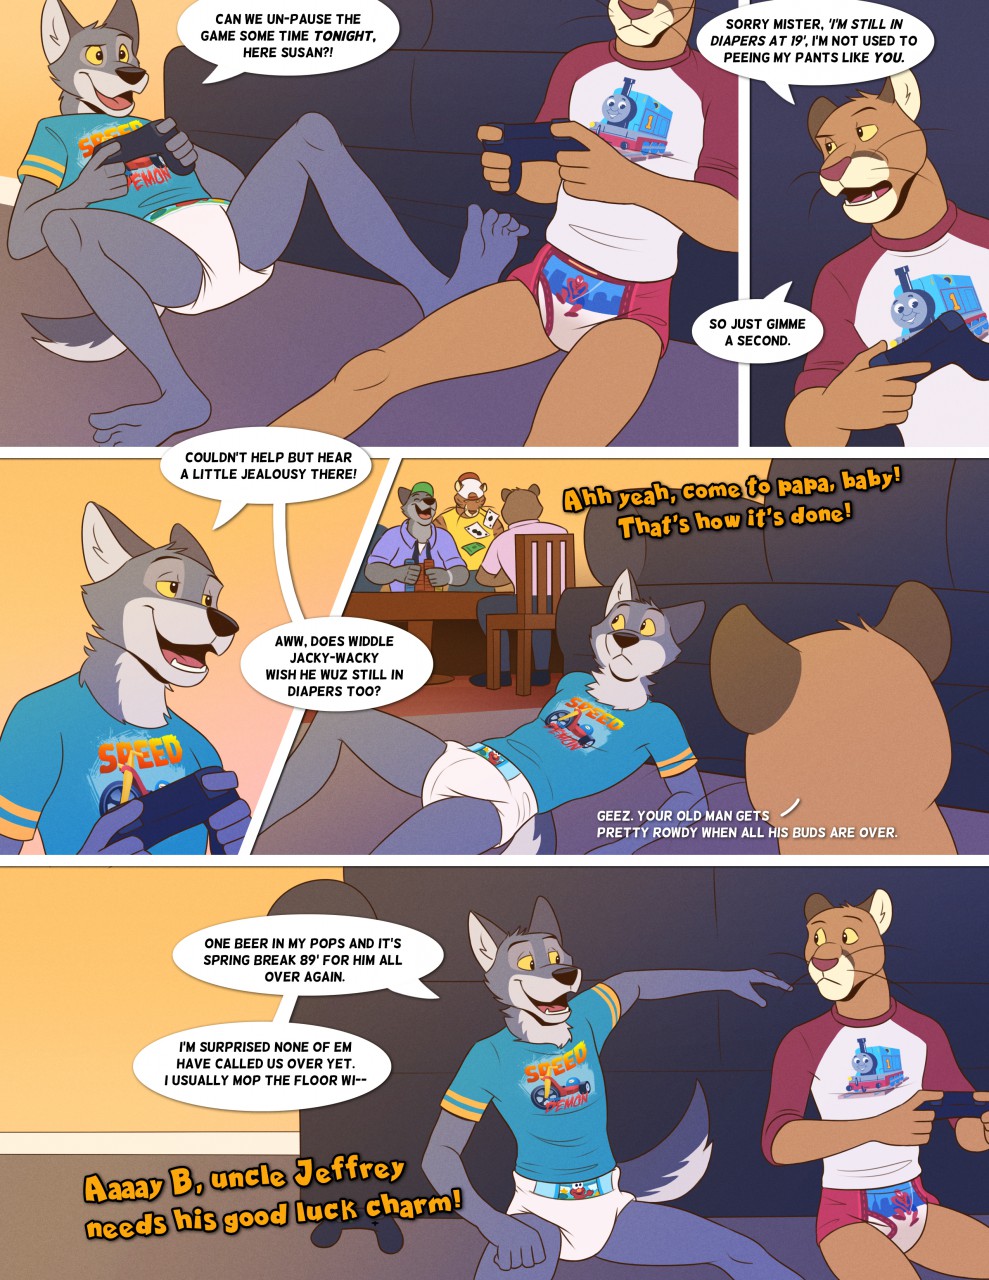 CAN WE UN-PAUSE THE
GAME SOME TIME TONIGHT,
HERE SUSAN?!
SPEED
DEMON
1
SORRY MISTER, 'I'M STILL IN
DIAPERS AT 19', I'M NOT USED TO
PEEING MY PANTS LIKE YOU.
SO JUST GIMME
A SECOND.
1
COULDN'T HELP BUT HEAR
A LITTLE JEALOUSY THERE!
AWW, DOES WIDDLE
JACKY-WACKY
WISH HE WUZ STILL IN
DIAPERS TOO?
SPEED
Ahh yeah, come to papa, baby!
That's how it's done!
SPEED
DEMON
GEEZ. YOUR OLD MAN GETS
PRETTY ROWDY WHEN ALL HIS BUDS ARE OVER.
ONE BEER IN MY POPS AND IT'S
SPRING BREAK 89' FOR HIM ALL
OVER AGAIN.
I'M SURPRISED NONE OF EM
HAVE CALLED US OVER YET.
I USUALLY MOP THE FLOOR WI--
SPEED
DEMON
1
Aaaay B, uncle Jeffrey
needs his good luck charm!